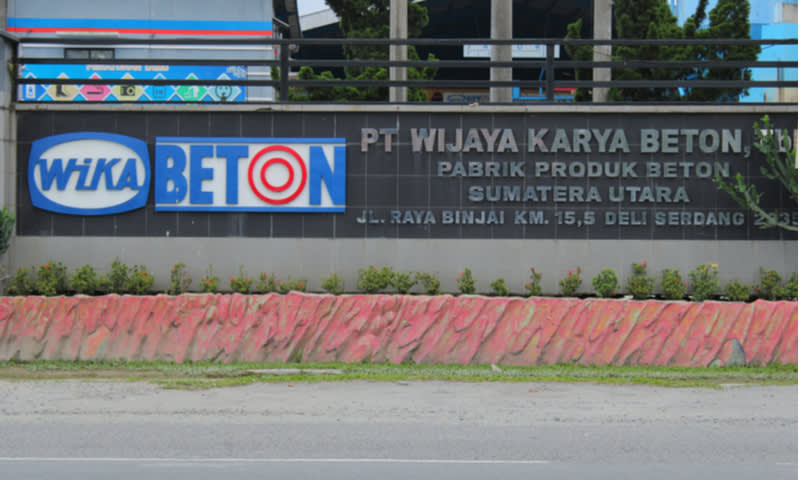 WIKA BETON
PT WIJAYA KARYA BETON,
PABRIK PRODUK BETON
SUMATERA UTARA
JL. RAYA BINJAI KM. 15,5 DELI SERDANG